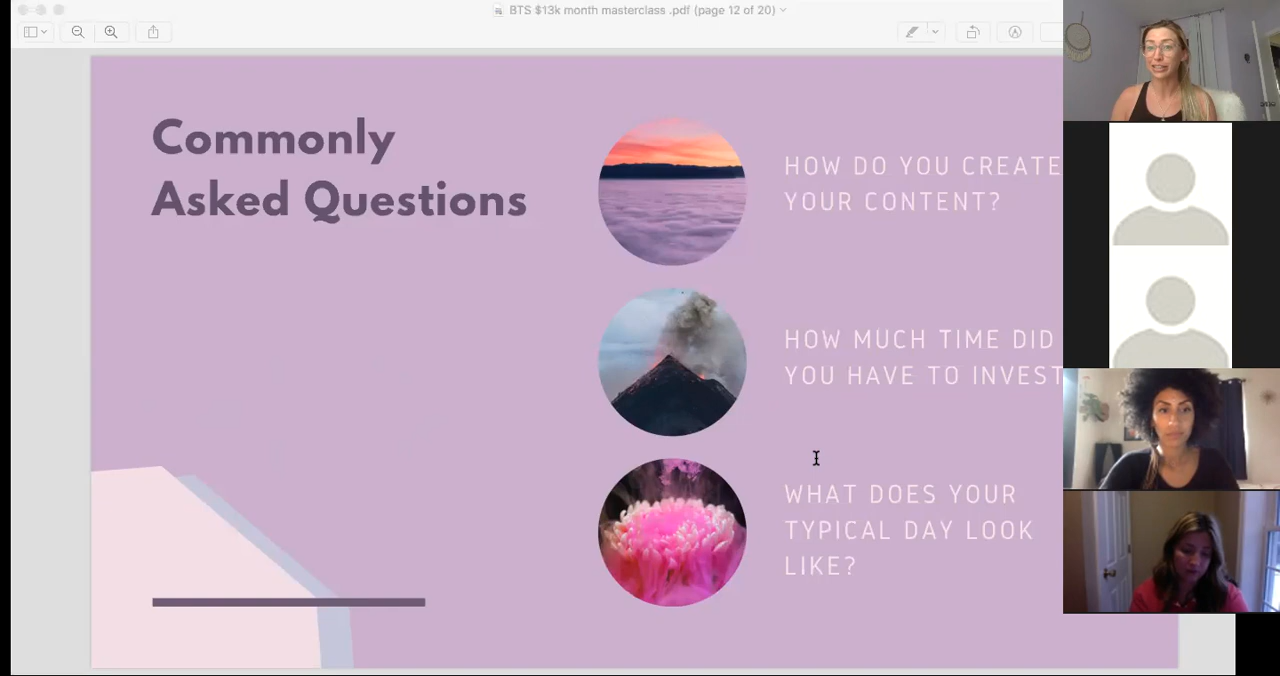 BTS $13k month masterclass .pdf (page 12 of 20)
Commonly
Asked Questions
HOW DO YOU CREATE
YOUR CONTENT?
HOW MUCH TIME DID
YOU HAVE TO INVEST
WHAT DOES YOUR
TYPICAL DAY LOOK
LIKE?